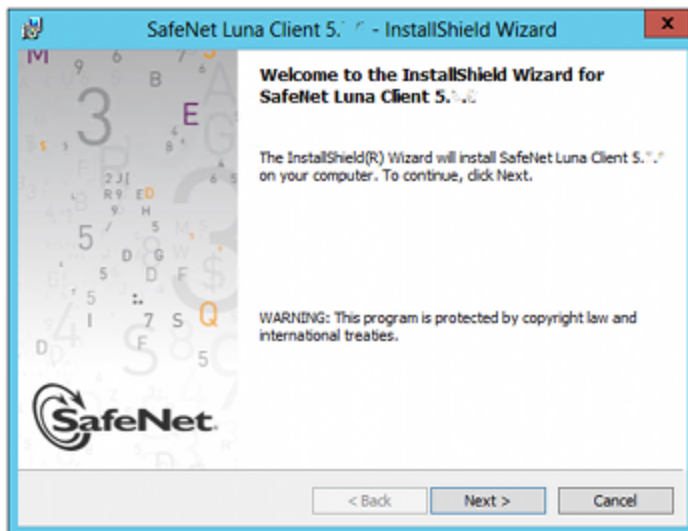 SafeNet Luna Client 5. - InstallShield Wizard
Welcome to the InstallShield Wizard for
SafeNet Luna Client 5.
The InstallShield(R) Wizard will install SafeNet Luna Client 5.
on your computer. To continue, click Next.
WARNING: This program is protected by copyright law and
international treaties.
SafeNet.
< Back
Next >
Cancel